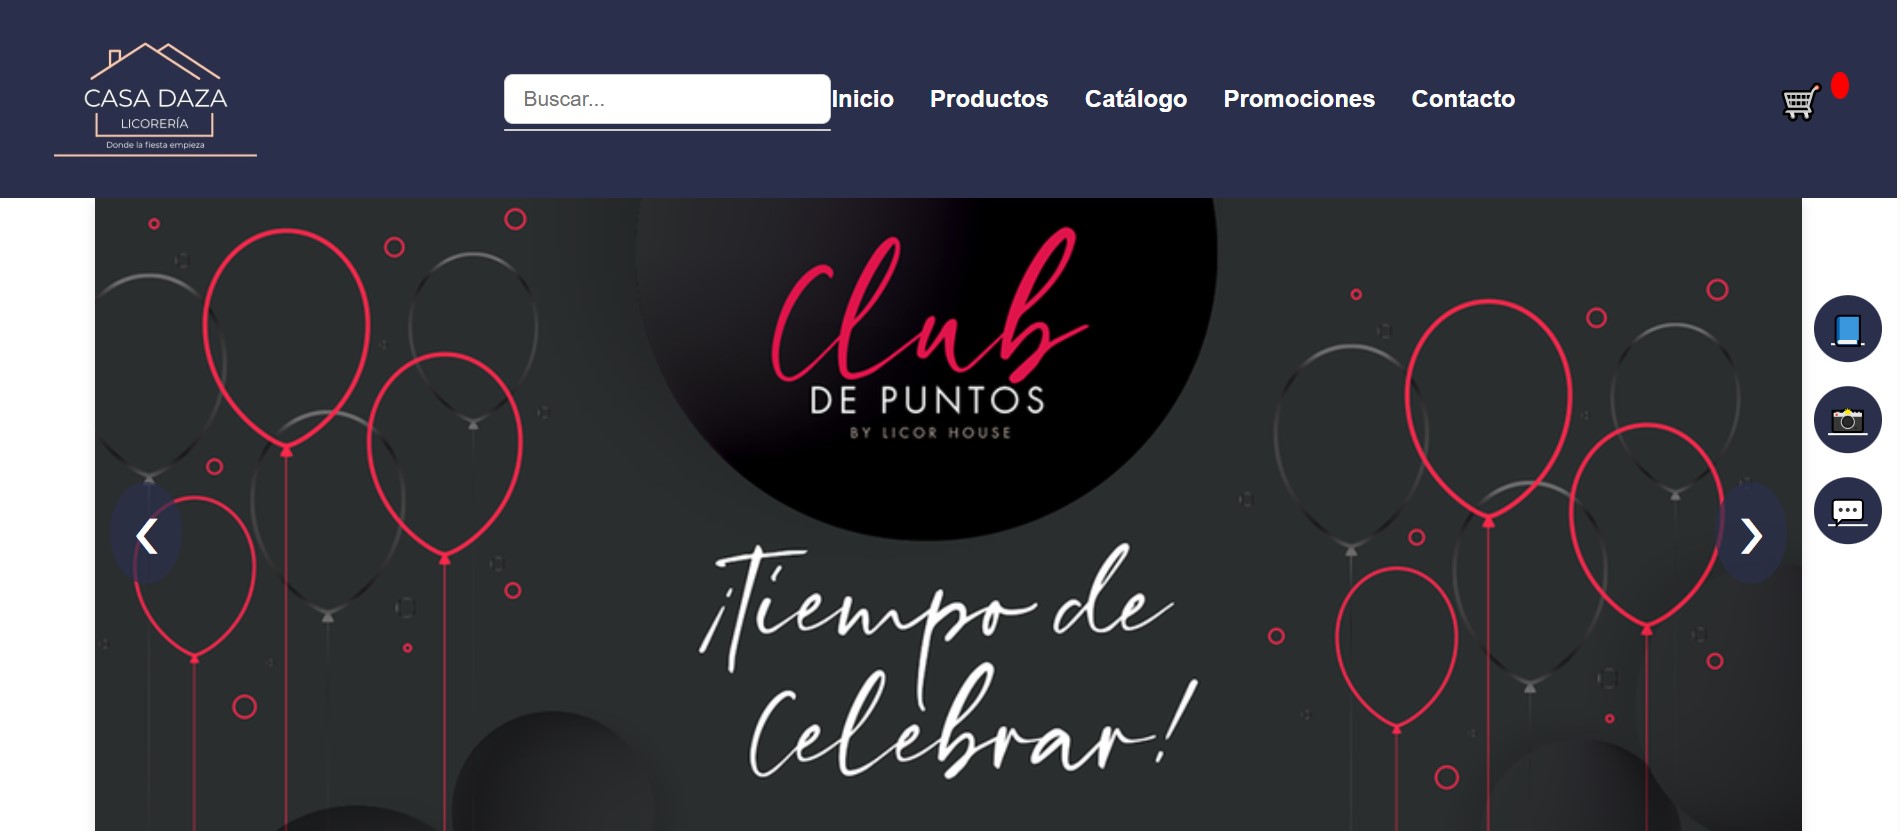 CASA DAZA
LICORERÍA
Donde la fiesta empieza
Buscar...
Inicio Productos Catálogo Promociones Contacto
Club
DE PUNTOS
BY LICOR HOUSE
¡Tiempo de
Celebrar!